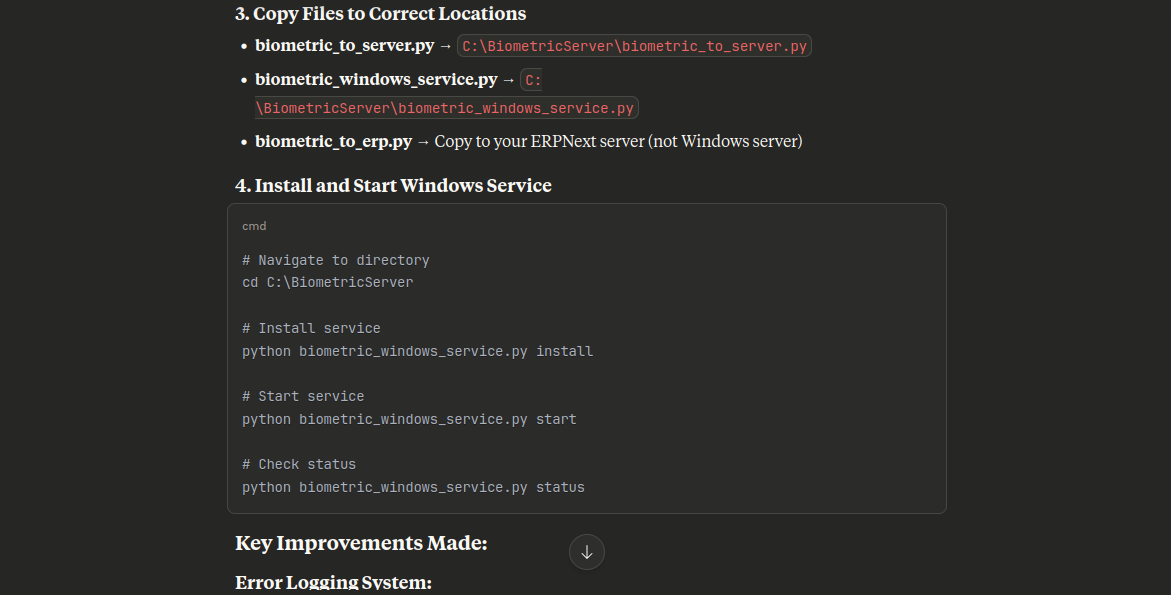 3. Copy Files to Correct Locations
• biometric_to_server.py → C:\BiometricServer\biometric_to_server.py
• biometric_windows_service.py → C:
\BiometricServer\biometric_windows_service.py
• biometric_to_erp.py → Copy to your ERPNext server (not Windows server)
4. Install and Start Windows Service
cmd
# Navigate to directory
cd C:\BiometricServer
# Install service
python biometric_windows_service.py install
# Start service
python biometric_windows_service.py start
# Check status
python biometric_windows_service.py status
Key Improvements Made:
Error Logging System: